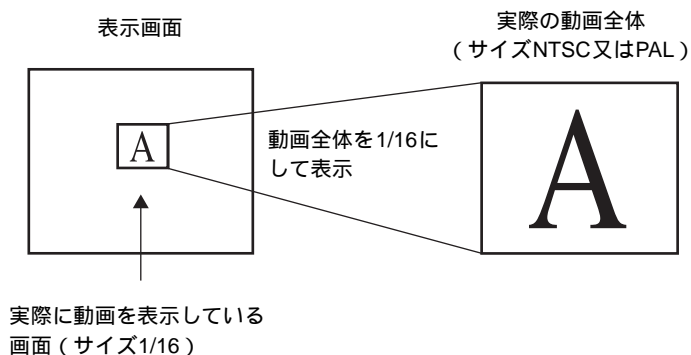 表示画面
実際の動画全体
（サイズNTSC又はPAL）
A
動画全体を1/16に
して表示
A
実際に動画を表示している
画面（サイズ1/16）